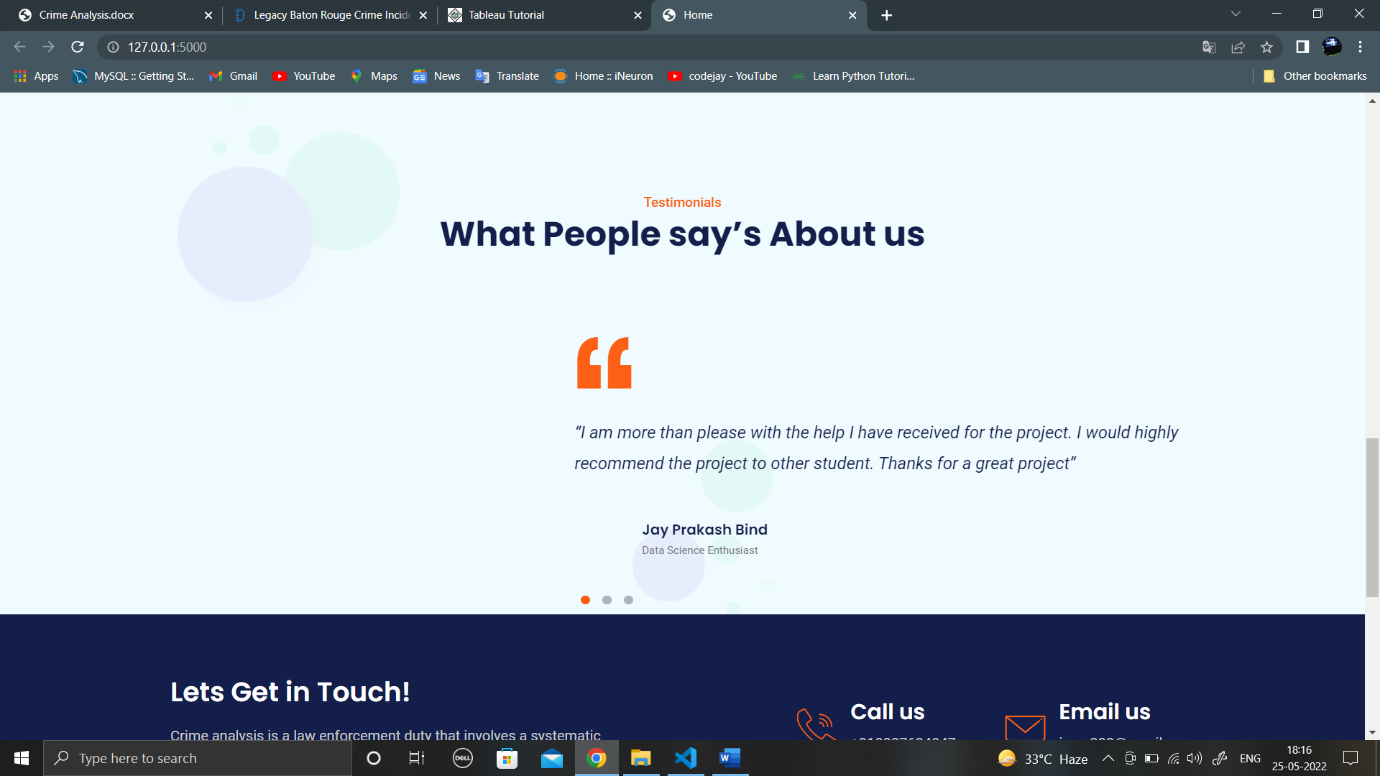 Crime Analysis.docx
Legacy Baton Rouge Crime Incid
Tableau Tutorial
Home
127.0.0.1:5000
Apps
MySQL :: Getting St...
Gmail
YouTube
Maps
News
Translate
Home :: iNeuron
codejay - YouTube
Learn Python Tutori...
Other bookmarks
Testimonials
What People say’s About us
“I am more than please with the help I have received for the project. I would highly
recommend the project to other student. Thanks for a great project”
Jay Prakash Bind
Data Science Enthusiast
Lets Get in Touch!
Call us
Email us
Crime analysis is a law enforcement duty that involves a systematic
Type here to search
DELL
33°C Haze
ENG
18:16
25-05-2022